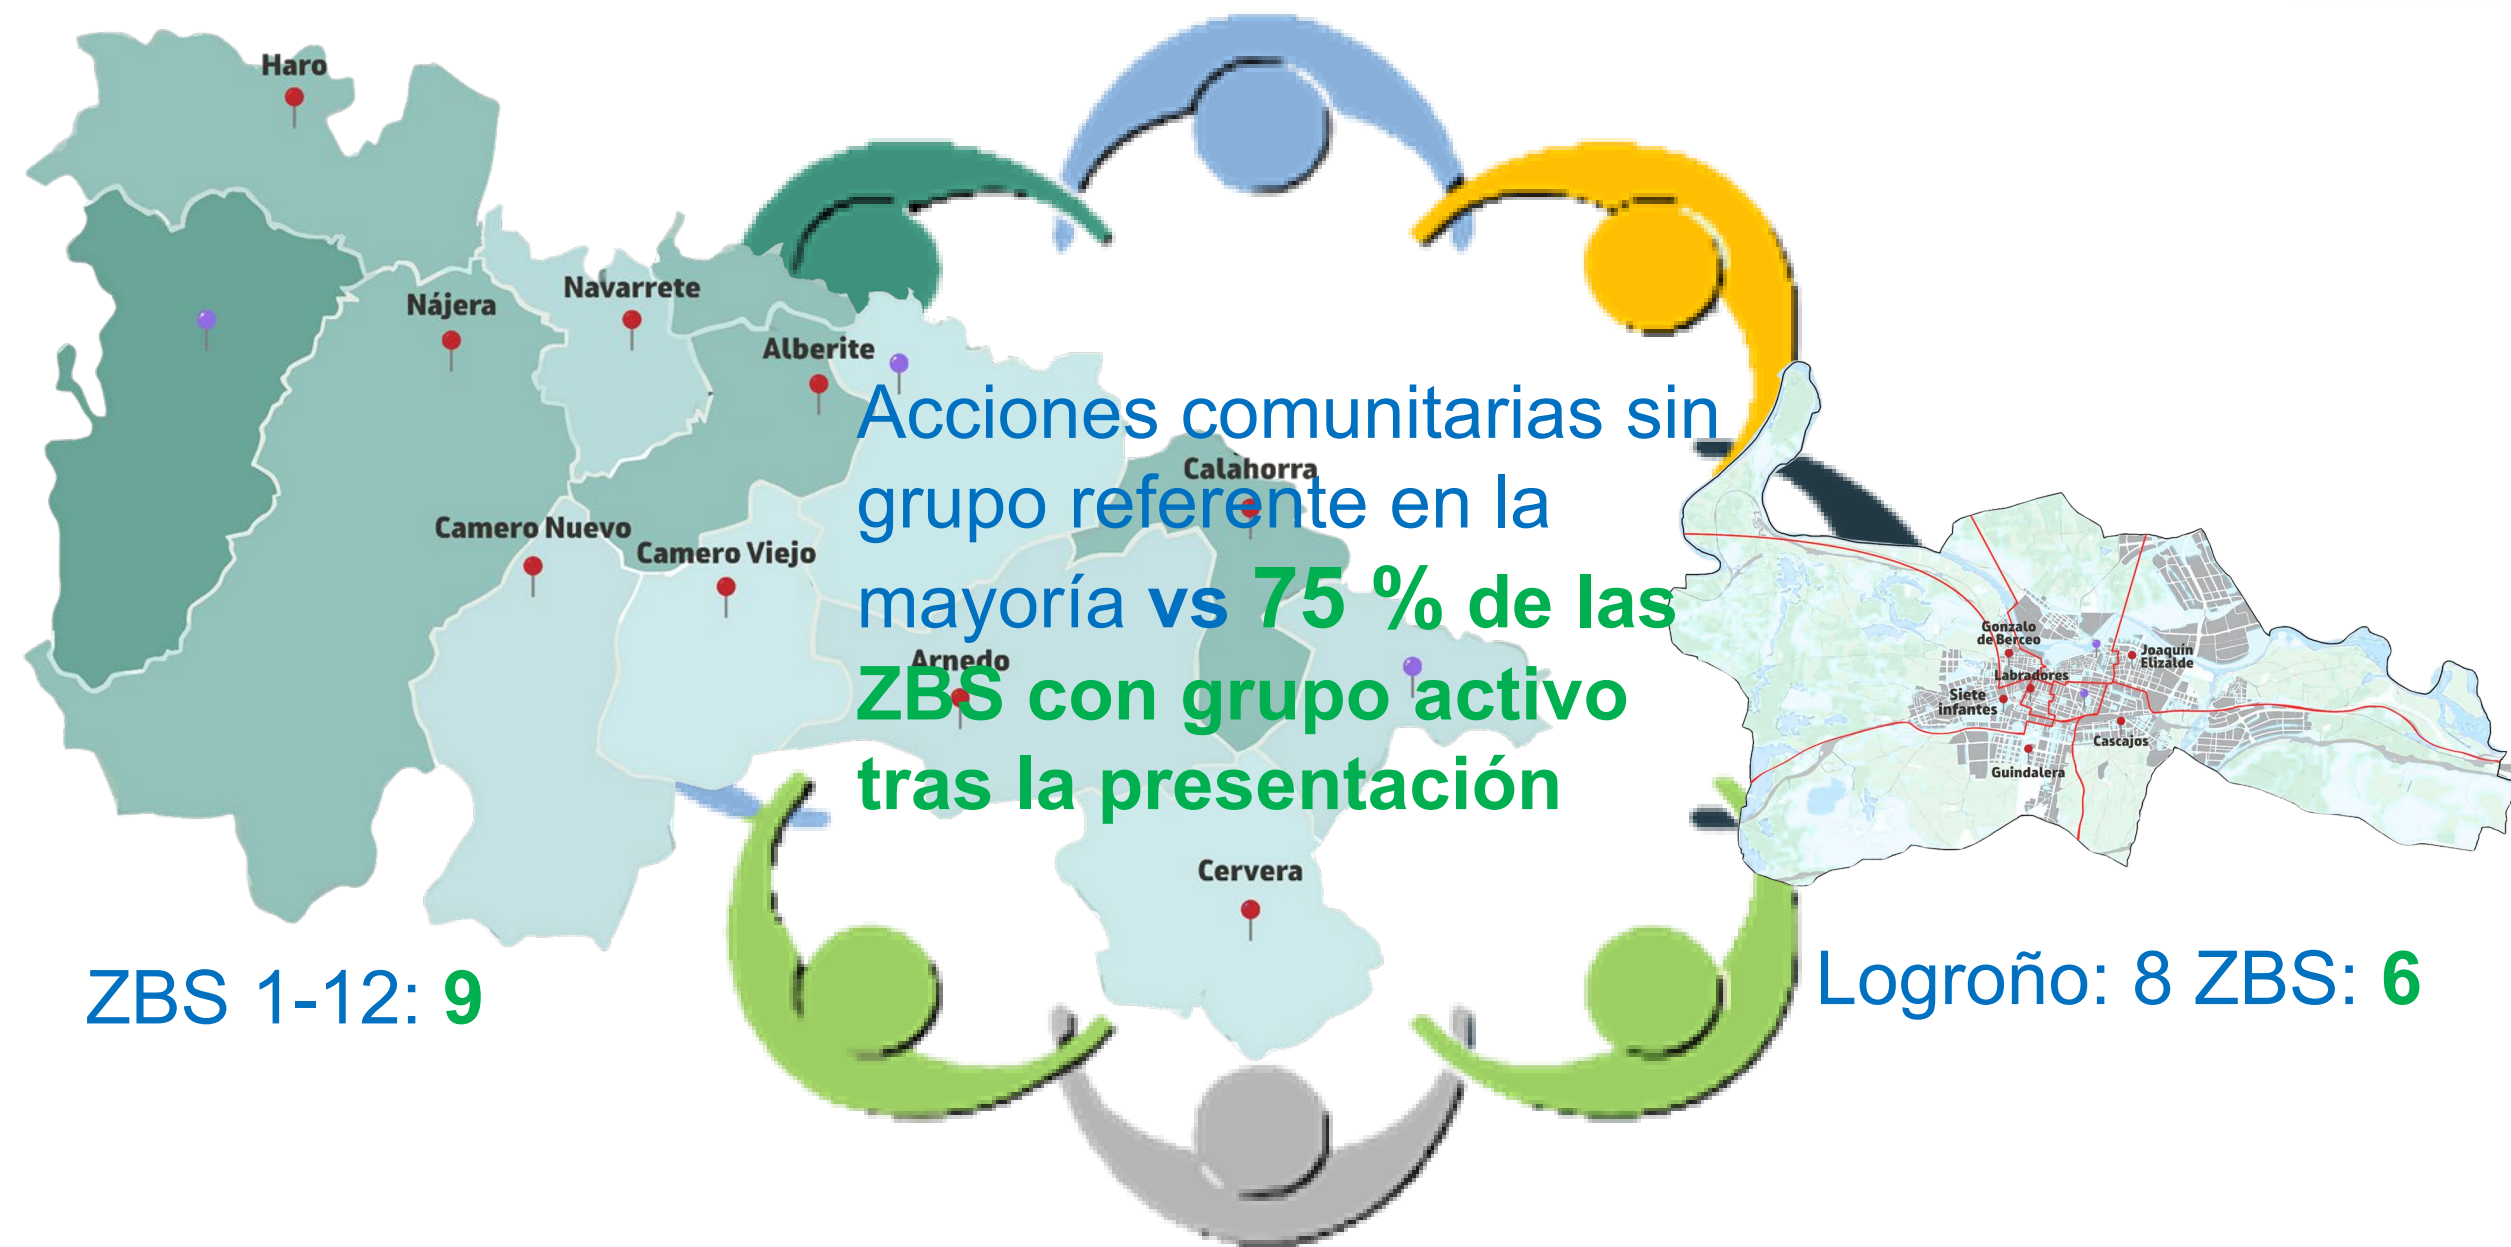 Haro
Nájera
Navarrete
Alberite
Camero Nuevo
Camero Viejo
Calahorra
Arnedo
Cervera
Acciones comunitarias sin
grupo referente en la
mayoría vs 75 % de las
ZBS con grupo activo
tras la presentación
Gonzalo
de Berceo
Joaquín
Elizalde
Labradores
Siete
infantes
Cascajos
Guindalera
ZBS 1-12: 9
Logroño: 8 ZBS: 6